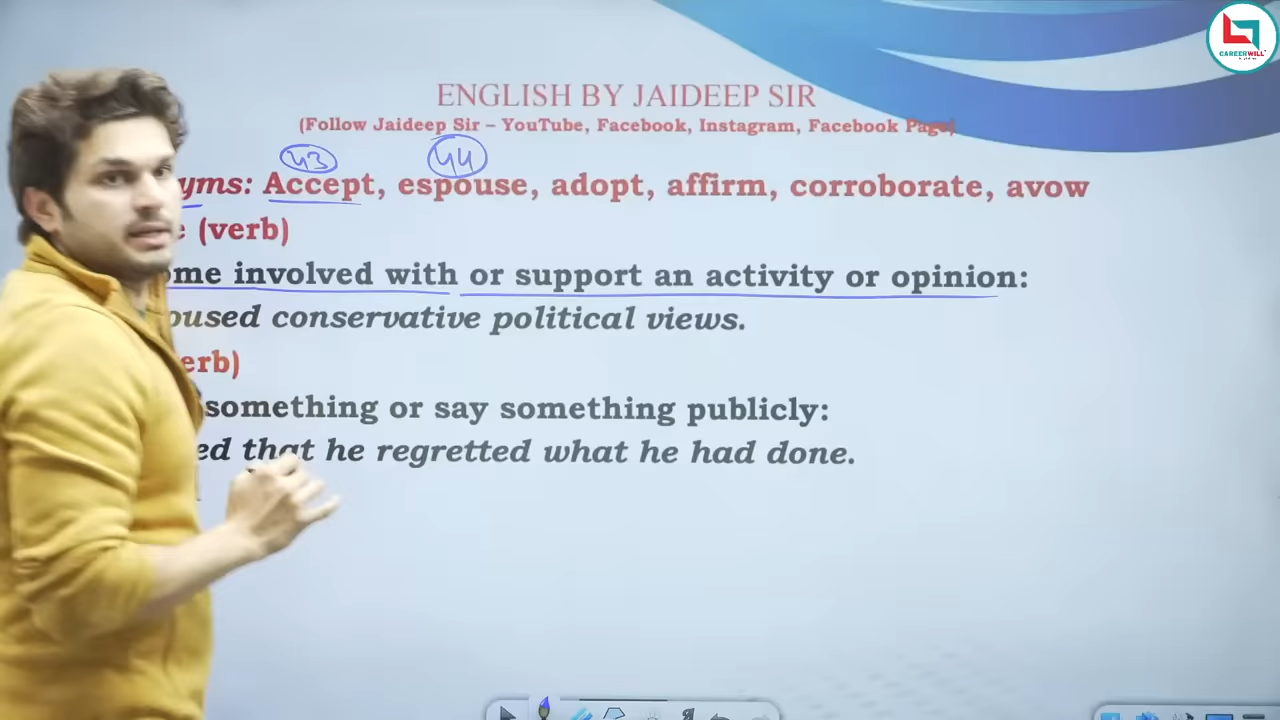 CAREERWILL
ENGLISH BY JAIDEEP SIR
(Follow Jaideep Sir – YouTube, Facebook, Instagram, Facebook Page)
43 44
yms: Accept, espouse, adopt, affirm, corroborate, avow
e (verb)
ome involved with or support an activity or opinion:
oused conservative political views.
erb)
something or say something publicly:
ed that he regretted what he had done.